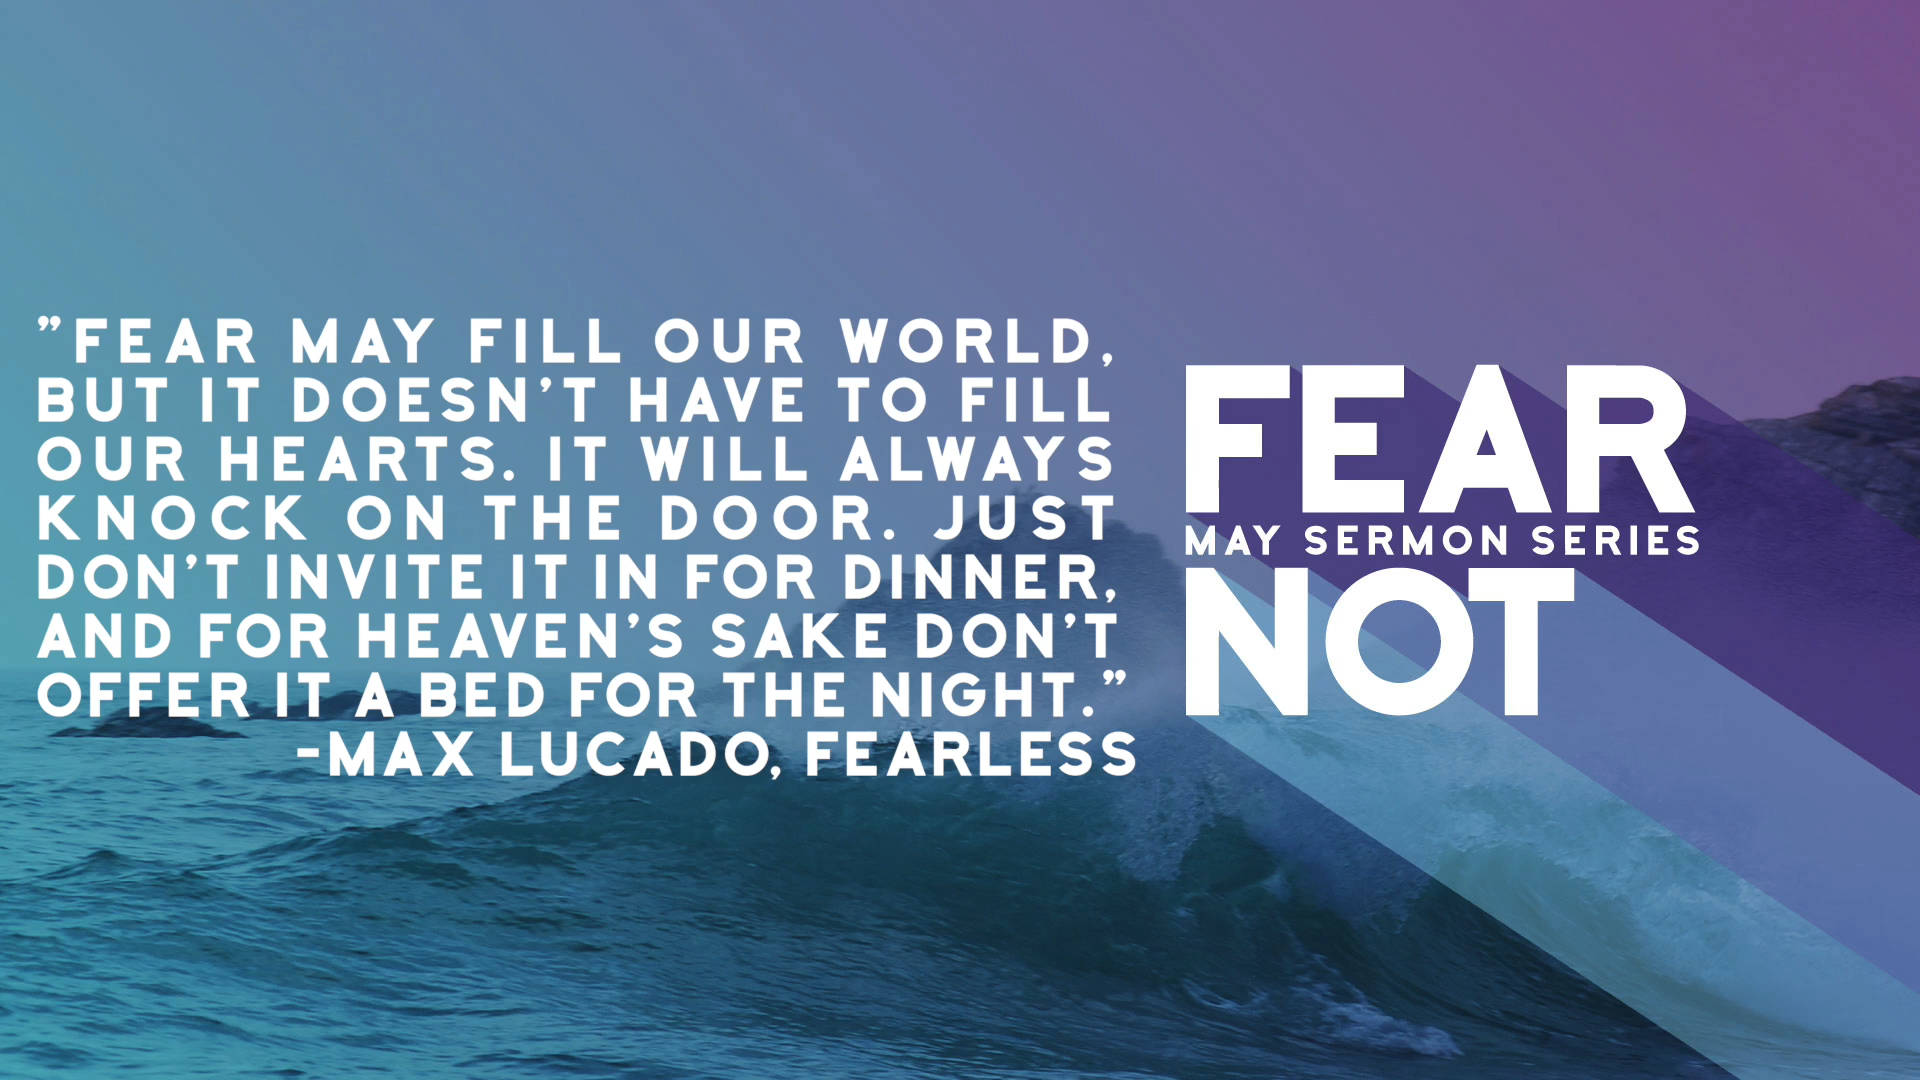 ”FEAR MAY FILL OUR WORLD,
BUT IT DOESN’T HAVE TO FILL
OUR HEARTS. IT WILL ALWAYS
KNOCK ON THE DOOR. JUST
DON’T INVITE IT IN FOR DINNER,
AND FOR HEAVEN’S SAKE DON’T
OFFER IT A BED FOR THE NIGHT.”
-MAX LUCADO, FEARLESS
FEAR
MAY SERMON SERIES
NOT